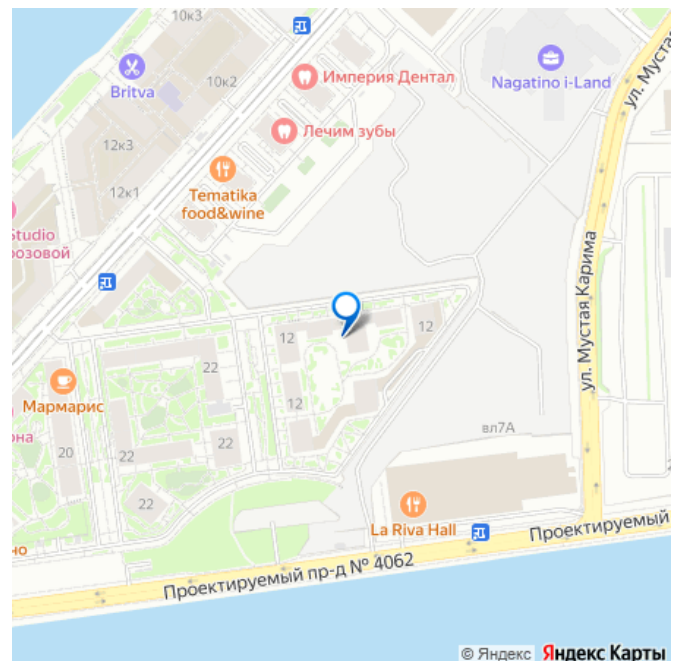 10к3
Britva
10к2
Империя Дентал
Nagatino i-Land
ул. Мустая
12к3
Лечим зубы
12к1
Tematika
food&wine
Studio
розовой
ул. Мустая Карима
12
12
22
Мармарис
12
вл7А
она
20
22
22
22
La Riva Hall
но
Проектируемый
Проектируемый пр-д № 4062
© Яндекс Яндекс Карты